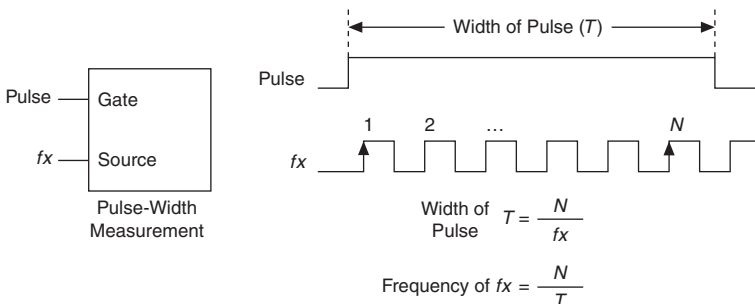 Width of Pulse (T)
Pulse
Gate
fx
Source
Pulse-Width
Measurement
Pulse
1 2 ... N
fx
Width of
Pulse
T = N
fx
Frequency of fx = N
T